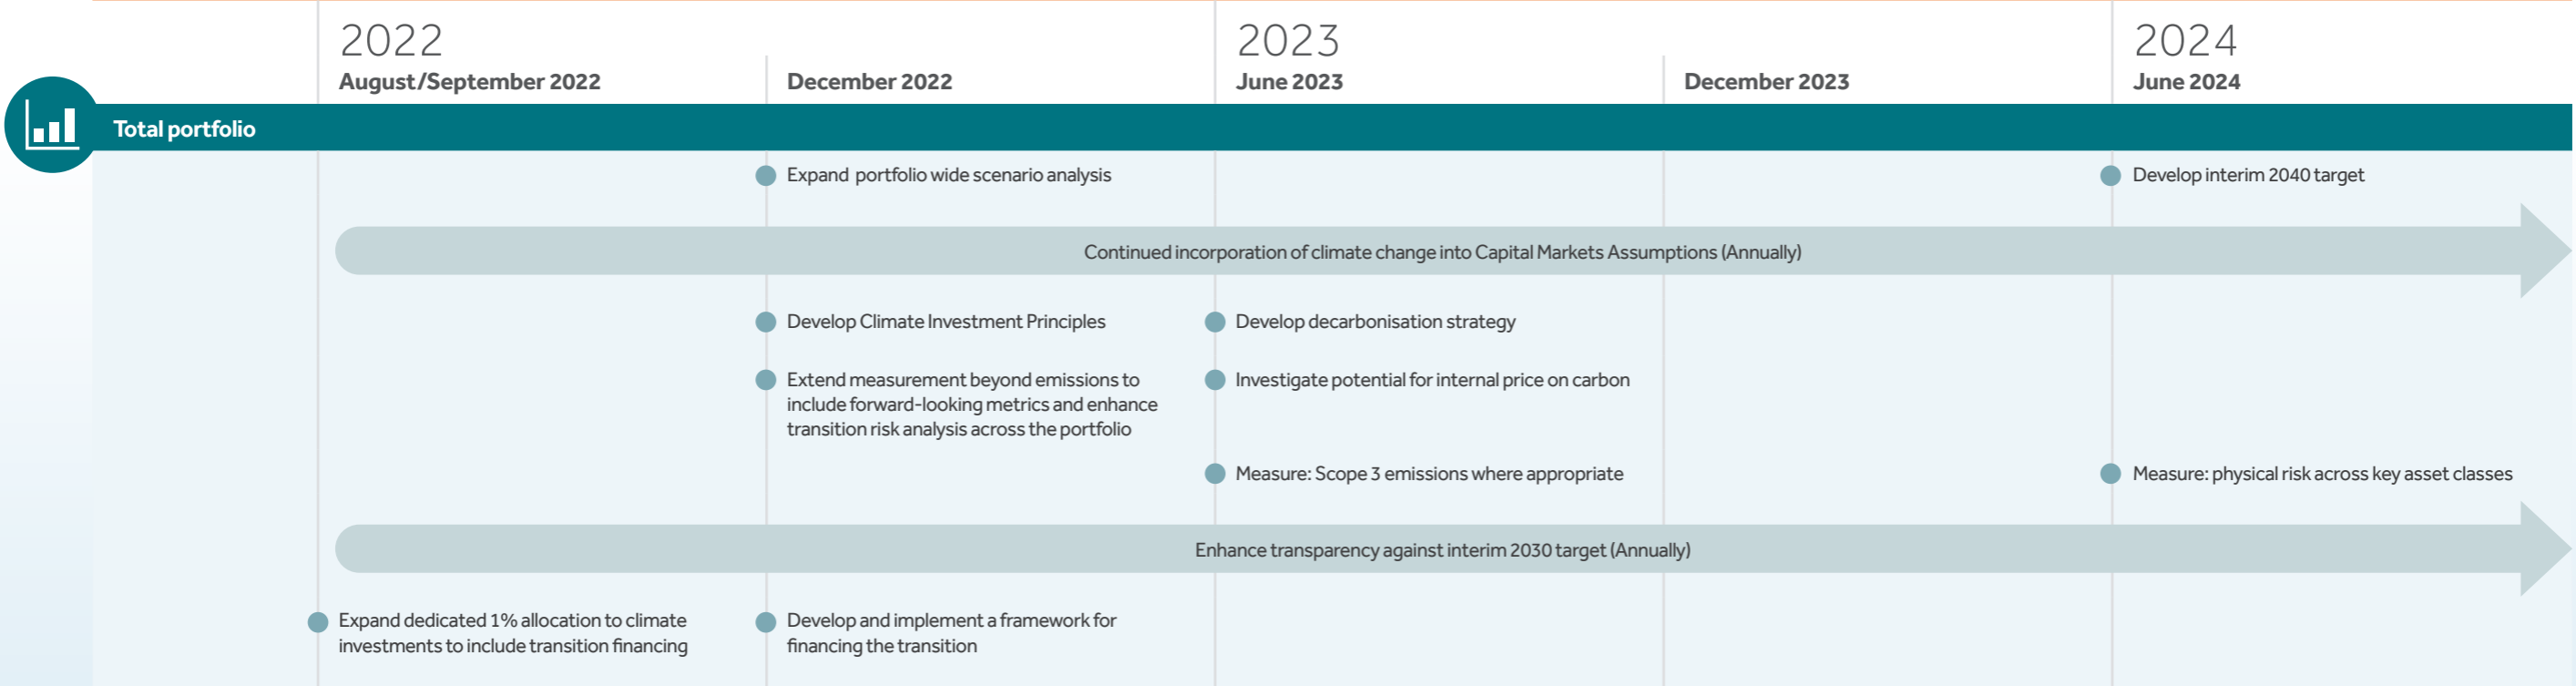 2022
2023
2024
August/September 2022
December 2022
June 2023
December 2023
June 2024
Total portfolio
Expand portfolio wide scenario analysis
Develop interim 2040 target
Continued incorporation of climate change into Capital Markets Assumptions (Annually)
Develop Climate Investment Principles
Develop decarbonisation strategy
Extend measurement beyond emissions to
include forward-looking metrics and enhance
transition risk analysis across the portfolio
Investigate potential for internal price on carbon
Measure: Scope 3 emissions where appropriate
Measure: physical risk across key asset classes
Enhance transparency against interim 2030 target (Annually)
Expand dedicated 1% allocation to climate
investments to include transition financing
Develop and implement a framework for
financing the transition